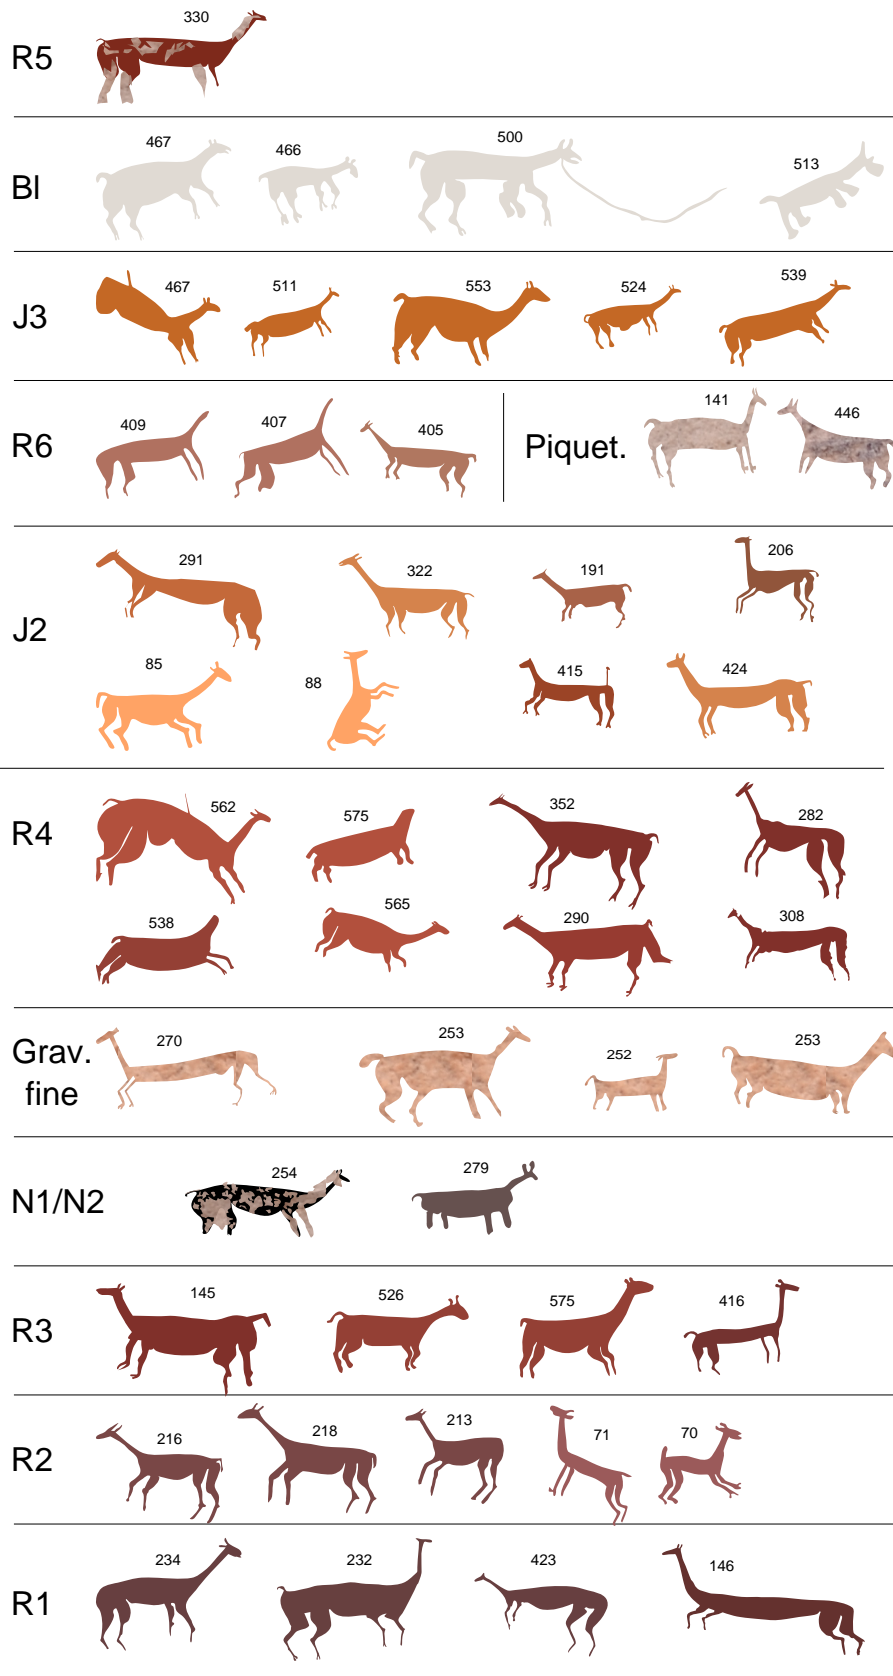 R5 330
Bl 467 466 500 513
J3 467 511 553 524 539
R6 409 407 405 Piquet. 141 446
J2 291 322 191 206
85 88 415 424
R4 562 575 352 282
538 565 290 308
Grav. 270 253 252 253
fine
N1/N2 254 279
R3 145 526 575 416
R2 216 218 213 71 70
R1 234 232 423 146